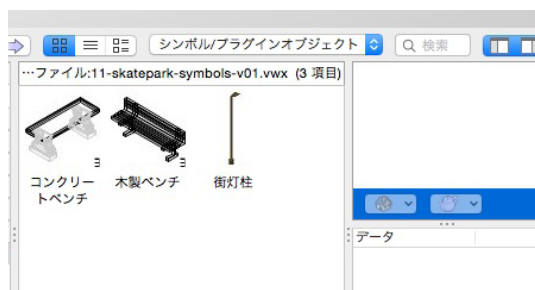 シンボル/プラグインオブジェクト
検索
…ファイル:11-skatepark-symbols-v01.vwx (3 項目)
3
3
コンクリー
トベンチ
木製ベンチ
街灯柱
データ